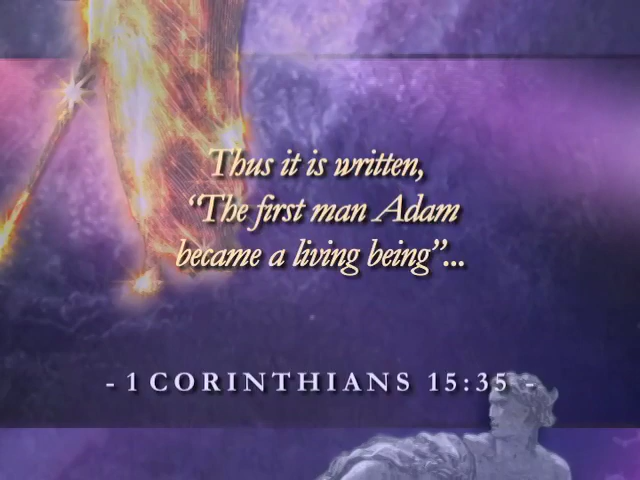 Thus it is written,
“The first man Adam
became a living being”...
- 1 CORINTHIANS 15:35 -